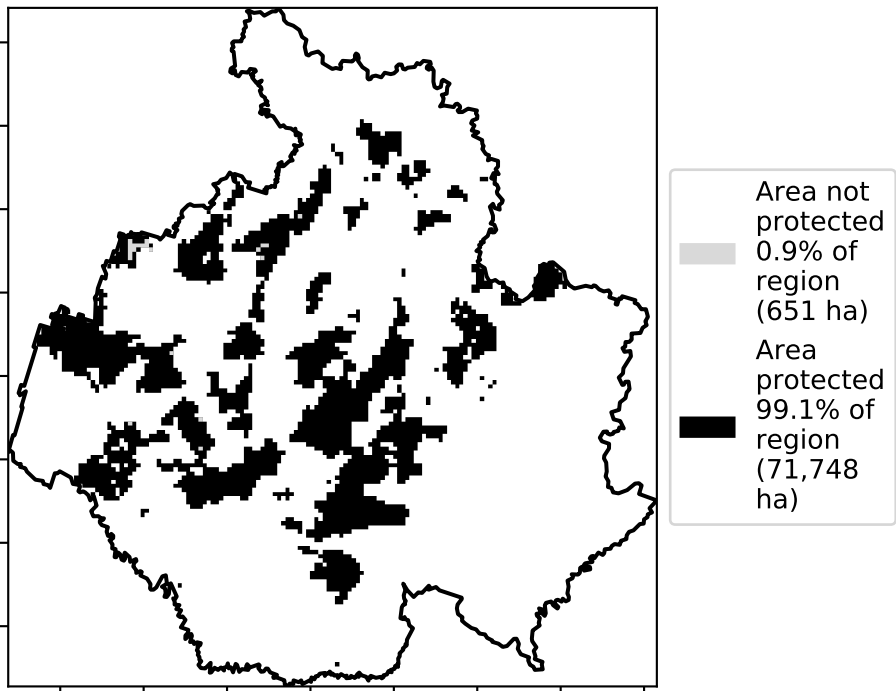 Area not
protected
0.9% of
region
(651 ha)
Area
protected
99.1% of
region
(71,748
ha)